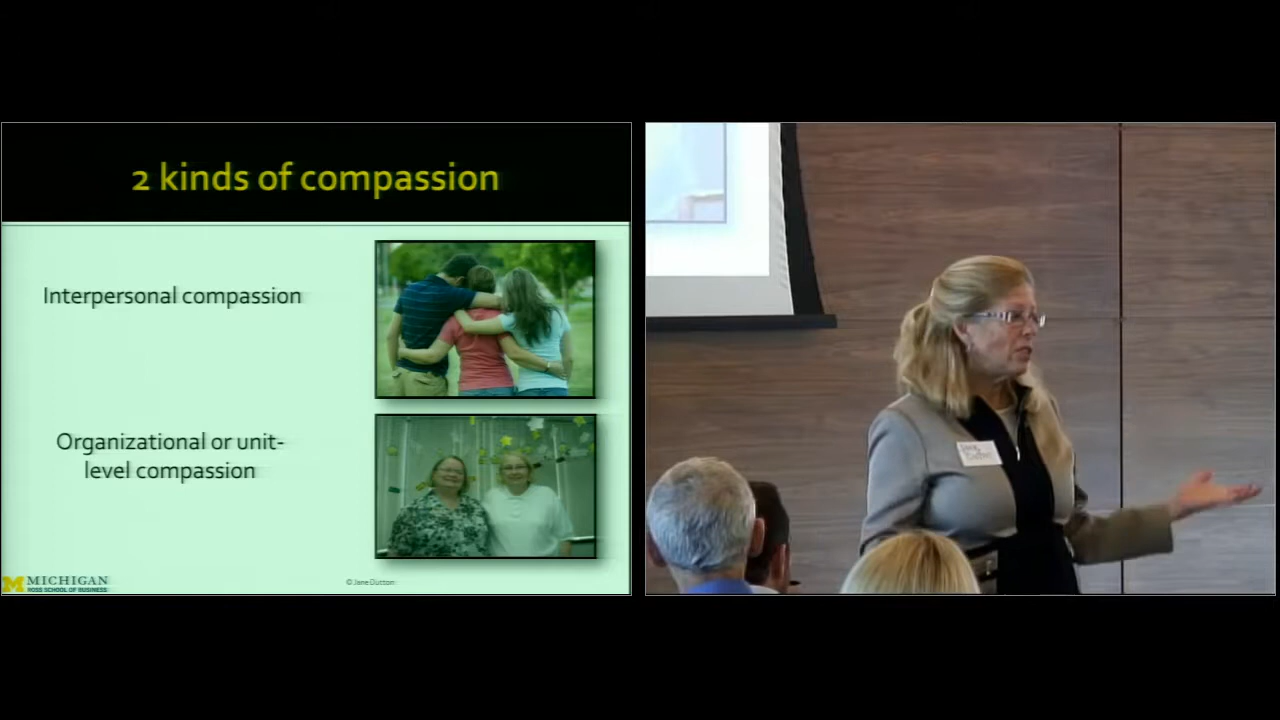 2 kinds of compassion
Interpersonal compassion
Organizational or unit-
level compassion
M MICHIGAN
ROSS SCHOOL OF BUSINESS
© Jane Dutton